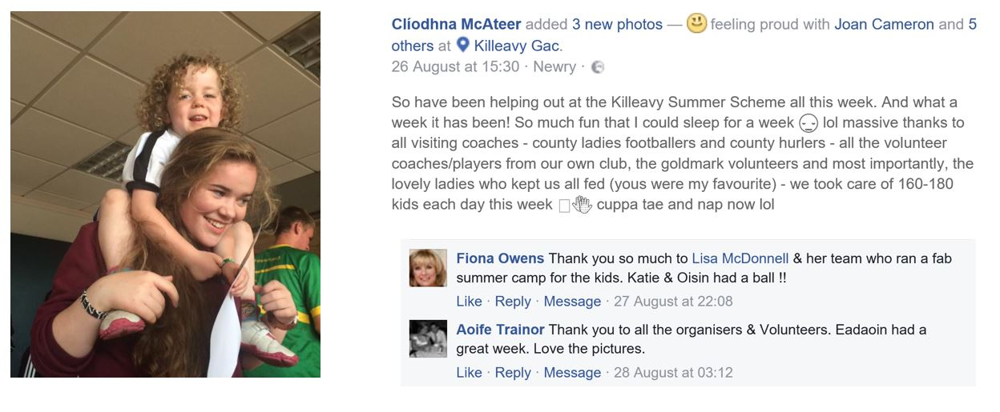 Clíodhna McAteer added 3 new photos — feeling proud with Joan Cameron and 5
others at Killeavy Gac.
26 August at 15:30 · Newry ·
So have been helping out at the Killeavy Summer Scheme all this week. And what a
week it has been! So much fun that I could sleep for a week 😔 lol massive thanks to
all visiting coaches - county ladies footballers and county hurlers - all the volunteer
coaches/players from our own club, the goldmark volunteers and most importantly, the
lovely ladies who kept us all fed (yous were my favourite) - we took care of 160-180
kids each day this week □👏 cuppa tae and nap now lol
Fiona Owens Thank you so much to Lisa McDonnell & her team who ran a fab
summer camp for the kids. Katie & Oisin had a ball !!
Like · Reply · Message · 27 August at 22:08
Aoife Trainor Thank you to all the organisers & Volunteers. Eadaoin had a
great week. Love the pictures.
Like · Reply · Message · 28 August at 03:12